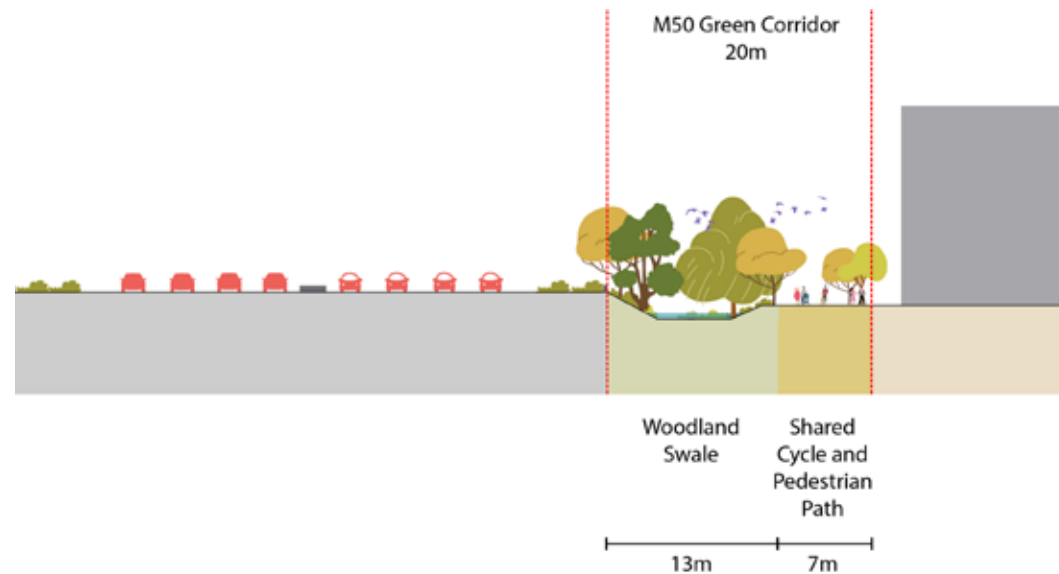 M50 Green Corridor
20m
Woodland
Swale
Shared
Cycle and
Pedestrian
Path
13m
7m